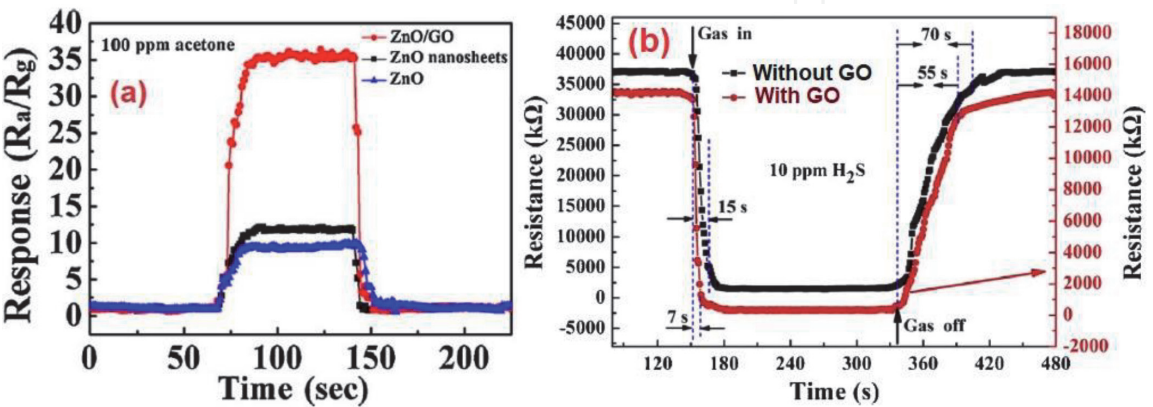 40
35
30
25
20
15
10
5
0
Response (Ra/Rg)
100 ppm acetone
(a)
ZnO/GO
ZnO nanosheets
ZnO
0 50 100 150 200
Time (sec)
45000
40000
35000
30000
25000
20000
15000
10000
5000
0
-5000
Resistance (kΩ)
(b)
Gas in
70 s
55 s
Without GO
With GO
10 ppm H2S
15 s
7 s
Gas off
120 180 240 300 360 420 480
Time (s)
18000
16000
14000
12000
10000
8000
6000
4000
2000
0
-2000
Resistance (kΩ)